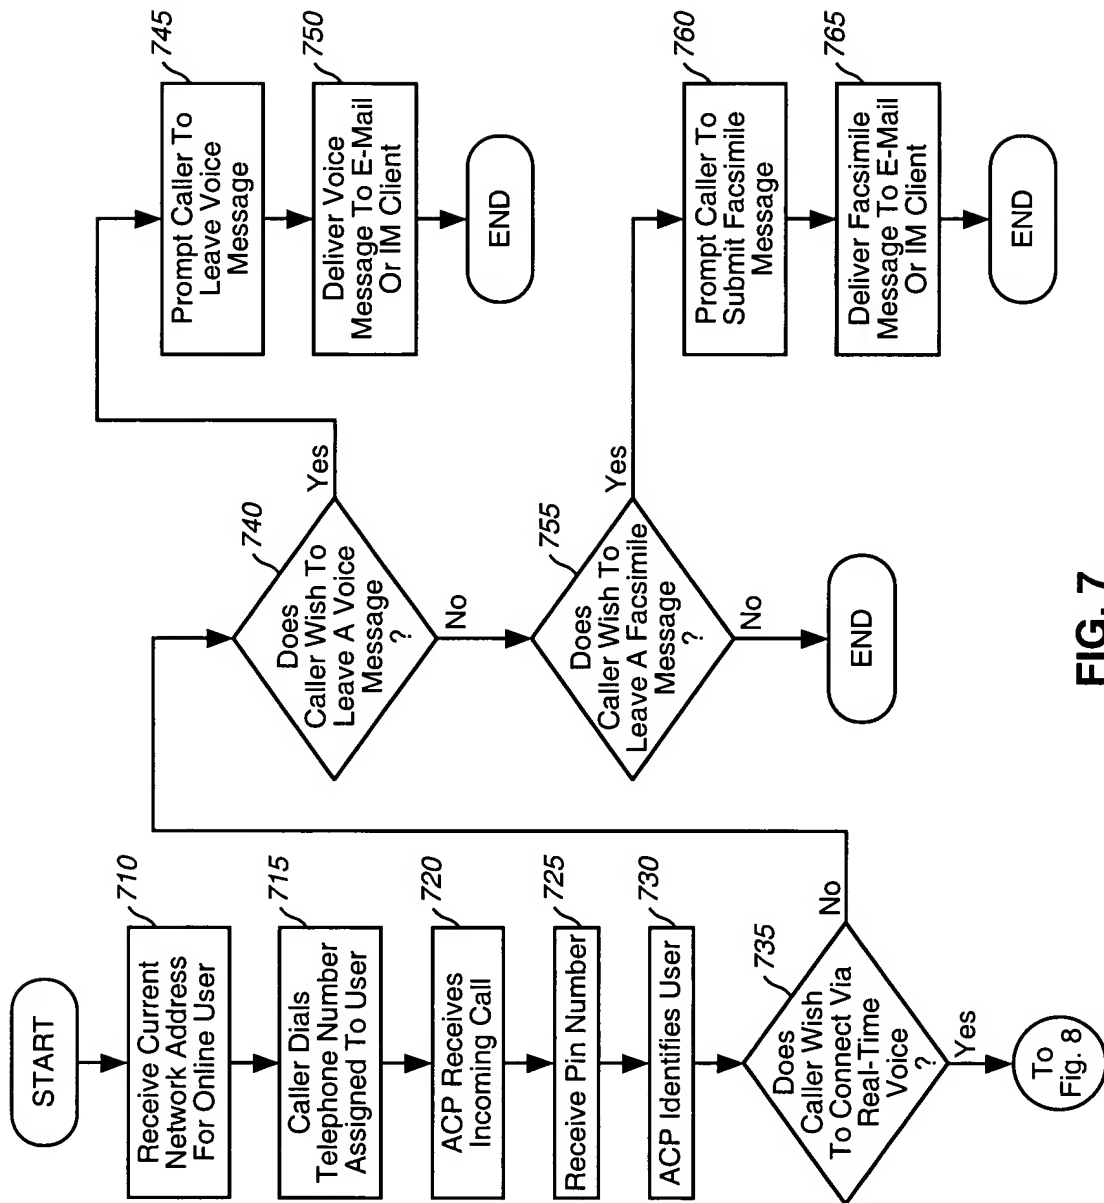 START
710
Receive Current
Network Address
For Online User
715
Caller Dials
Telephone Number
Assigned To User
720
ACP Receives
Incoming Call
725
Receive Pin Number
730
ACP Identifies User
735
Does
Caller Wish
To Connect Via
Real-Time
Voice
?
No
Yes
To
Fig. 8
740
Does
Caller Wish To
Leave A Voice
Message
?
Yes
No
745
Prompt Caller To
Leave Voice
Message
750
Deliver Voice
Message To E-Mail
Or IM Client
END
755
Does
Caller Wish To
Leave A Facsimile
Message
?
Yes
No
END
760
Prompt Caller To
Submit Facsimile
Message
765
Deliver Facsimile
Message To E-Mail
Or IM Client
END
FIG. 7